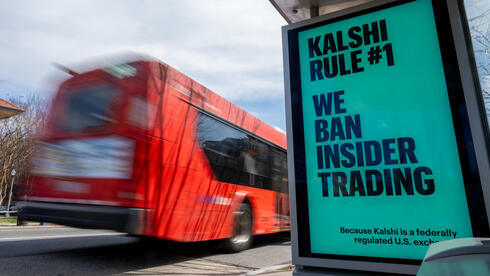 KALSHI
RULE #1
WE
BAN
INSIDER
TRADING
Because Kalshi is a federally
regulated U.S.